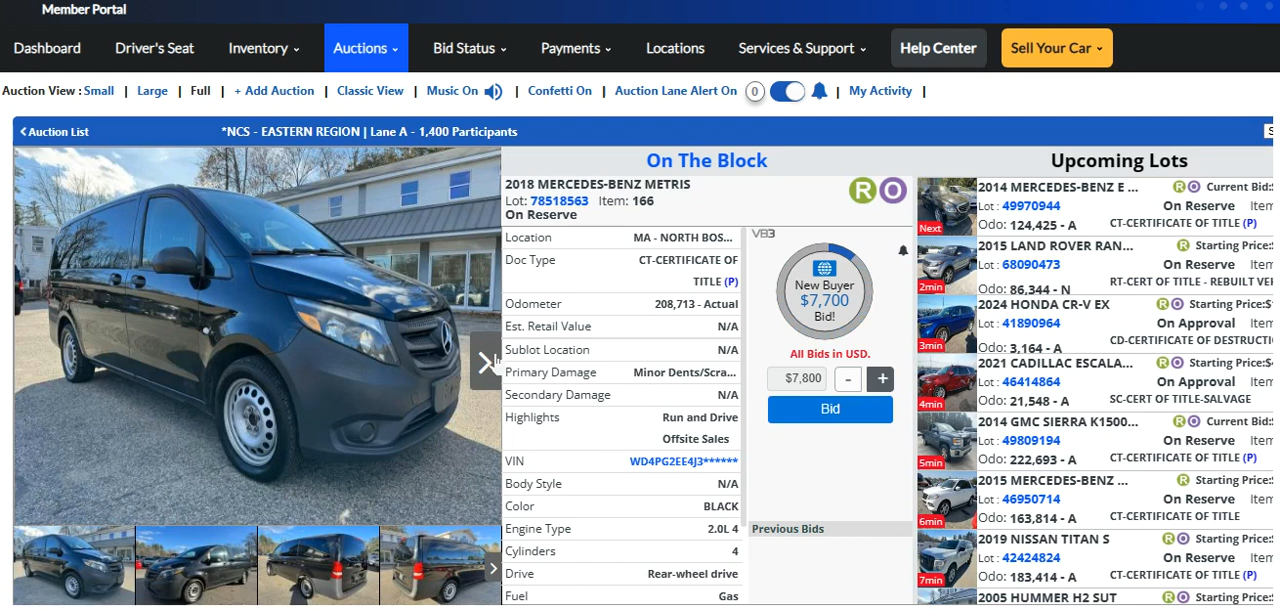 Member Portal
Dashboard Driver's Seat Inventory Auctions Bid Status Payments Locations Services & Support Help Center Sell Your Car
Auction View : Small | Large | Full | + Add Auction | Classic View | Music On | Confetti On | Auction Lane Alert On 0 | My Activity |
Auction List *NCS - EASTERN REGION | Lane A - 1,400 Participants
On The Block
2018 MERCEDES-BENZ METRIS
Lot: 78518563 Item: 166
On Reserve
R O
Location MA - NORTH BOS...
Doc Type CT-CERTIFICATE OF
TITLE (P)
Odometer 208,713 - Actual
Est. Retail Value N/A
Sublot Location N/A
Primary Damage Minor Dents/Scra...
Secondary Damage N/A
Highlights Run and Drive
Offsite Sales
VIN WD4PG2EE4J3******
Body Style N/A
Color BLACK
Engine Type 2.0L 4
Cylinders 4
Drive Rear-wheel drive
Fuel Gas
VB3
New Buyer
$7,700
Bid!
All Bids in USD.
$7,800 - +
Bid
Previous Bids
Upcoming Lots
2014 MERCEDES-BENZ E ... R O Current Bid:
Lot : 49970944 On Reserve Item
Next Odo: 124,425 - A CT-CERTIFICATE OF TITLE (P)
2015 LAND ROVER RAN... R Starting Price:
Lot : 68090473 On Reserve Item
2min Odo: 86,344 - N RT-CERT OF TITLE - REBUILT VEH
2024 HONDA CR-V EX R O Starting Price:
Lot : 41890964 On Approval Item
3min Odo: 3,164 - A CD-CERTIFICATE OF DESTRUCTI
2021 CADILLAC ESCALA... R O Starting Price:
Lot : 46414864 On Approval Item
4min Odo: 21,548 - A SC-CERT OF TITLE-SALVAGE
2014 GMC SIERRA K1500... R O Current Bid:
Lot : 49809194 On Reserve Item
5min Odo: 222,693 - A CT-CERTIFICATE OF TITLE (P)
2015 MERCEDES-BENZ ... R Starting Price:
Lot : 46950714 On Reserve Item
6min Odo: 163,814 - A CT-CERTIFICATE OF TITLE
2019 NISSAN TITAN S R O Starting Price:
Lot : 42424824 On Reserve Item
7min Odo: 183,414 - A CT-CERTIFICATE OF TITLE (P)
2005 HUMMER H2 SUT R O Starting Price: